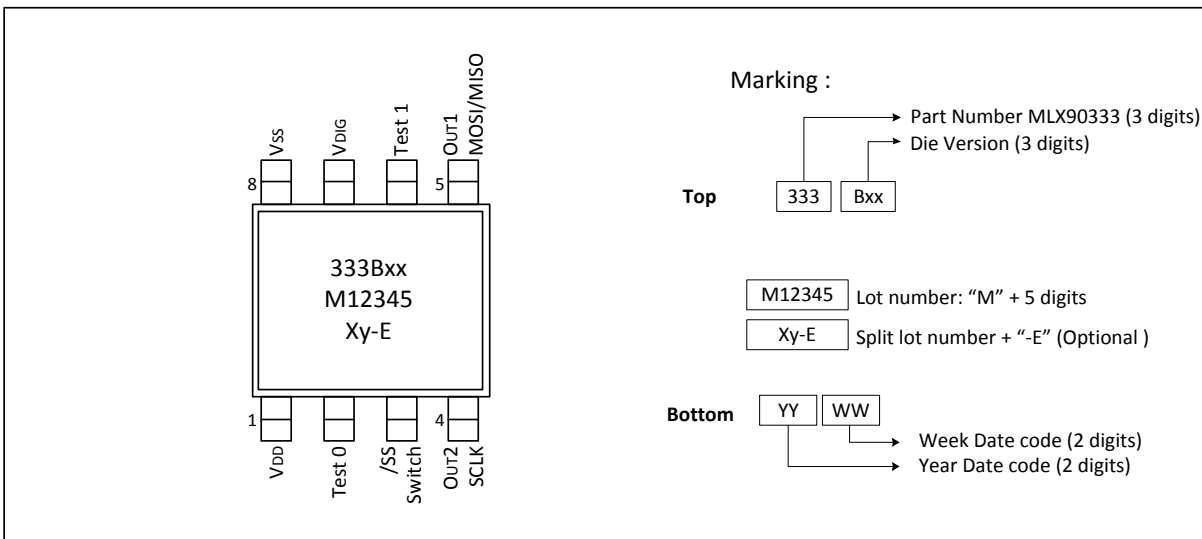 Vss
VDIG
Test 1
OUT1
MOSI/MISO
8
5
333Bxx
M12345
Xy-E
1
4
VDD
Test 0
/SS
Switch
OUT2
SCLK
Marking :
Part Number MLX90333 (3 digits)
Die Version (3 digits)
Top
333
Bxx
M12345
Lot number: “M” + 5 digits
Xy-E
Split lot number + “-E” (Optional )
Bottom
YY
WW
Week Date code (2 digits)
Year Date code (2 digits)